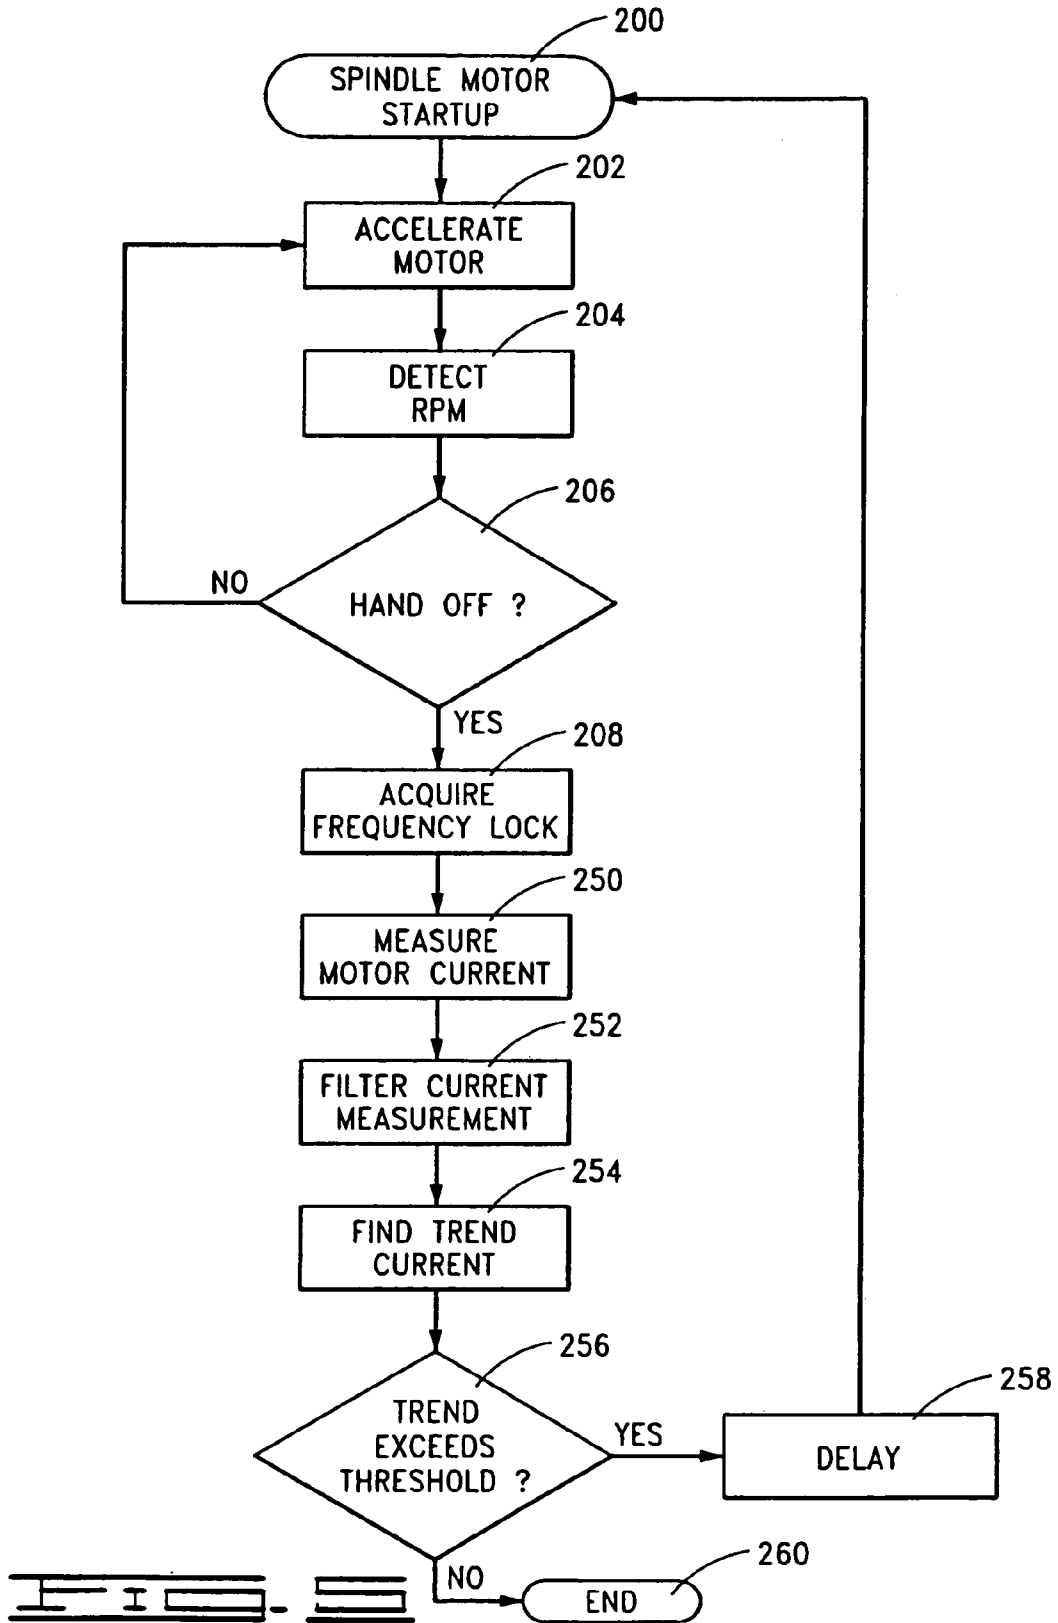 200
SPINDLE MOTOR
STARTUP
202
ACCELERATE
MOTOR
204
DETECT
RPM
206
NO
HAND OFF ?
YES
208
ACQUIRE
FREQUENCY LOCK
250
MEASURE
MOTOR CURRENT
252
FILTER CURRENT
MEASUREMENT
254
FIND TREND
CURRENT
256
TREND
EXCEEDS
THRESHOLD ?
YES
258
DELAY
NO
260
END